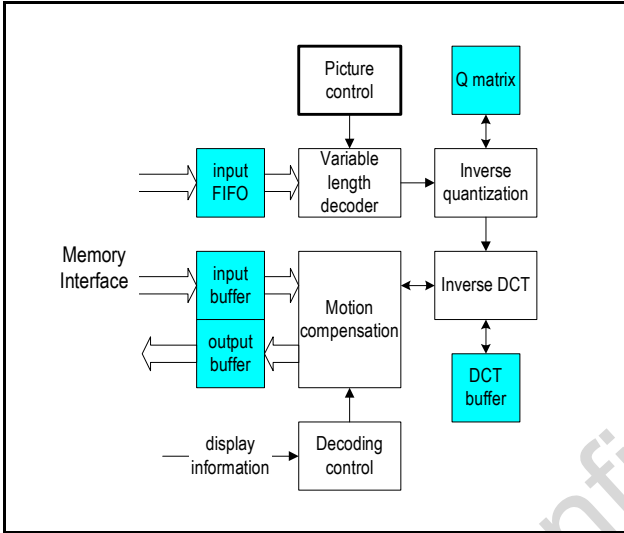 Picture
control
Q matrix
input
FIFO
Variable
length
decoder
Inverse
quantization
Memory
Interface
input
buffer
output
buffer
Motion
compensation
Inverse DCT
DCT
buffer
display
information
Decoding
control